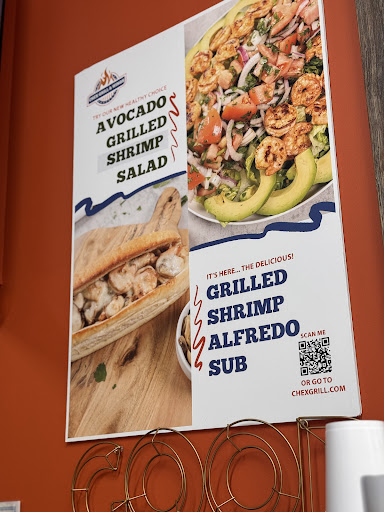 TRY OUR NEW HEALTHY CHOICE
AVOCADO
GRILLED
SHRIMP
SALAD
IT'S HERE... THE DELICIOUS!
GRILLED
SHRIMP
ALFREDO
SUB
SCAN ME
OR GO TO
CHEXGRILL.COM